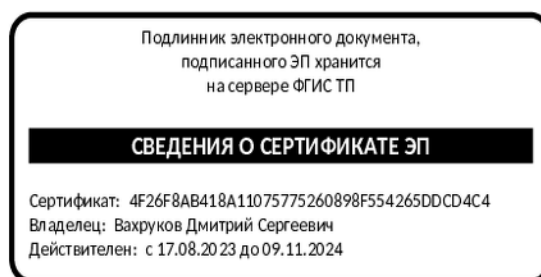 Подлинник электронного документа,
подписанного ЭП хранится
на сервере ФГИС ТП
СВЕДЕНИЯ О СЕРТИФИКАТЕ ЭП
Сертификат: 4F26F8AB418A11075775260898F554265DDCD4C4
Владелец: Вахруков Дмитрий Сергеевич
Действителен: с 17.08.2023 до 09.11.2024